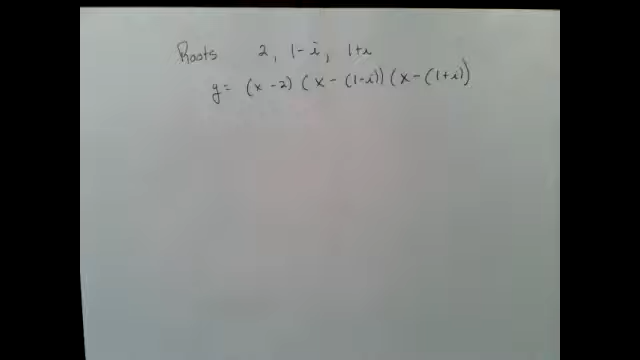 Roots 2, 1-i, 1+i
y= (x-2) (x-(1-i)) (x-(1+i))